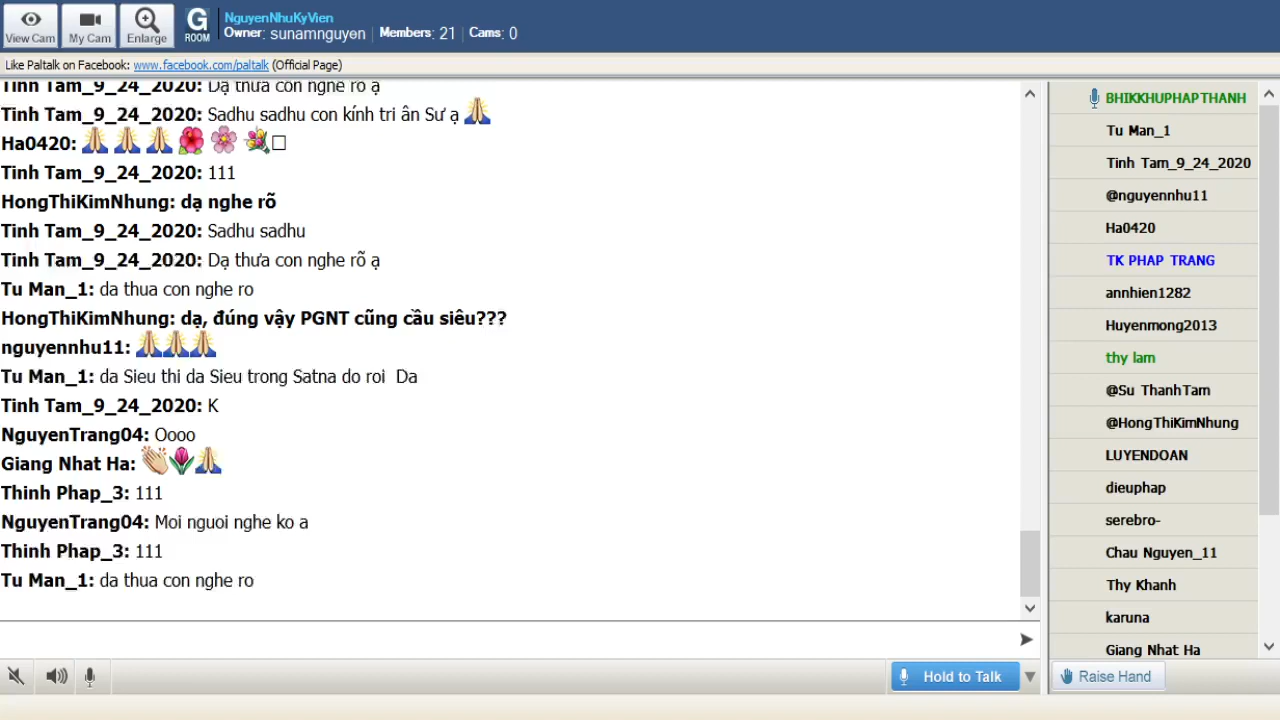 View Cam
My Cam
Enlarge
G
ROOM
NguyenNhuKyVien
Owner: sunamnguyen | Members: 21 | Cams: 0
Like Paltalk on Facebook: www.facebook.com/paltalk (Official Page)
Tinh Tam_9_24_2020: Dạ thưa con nghe rõ ạ
Tinh Tam_9_24_2020: Sadhu sadhu con kính tri ân Sư ạ 🙏
Ha0420: 🙏 🙏 🙏 🌺 🌸 💐□
Tinh Tam_9_24_2020: 111
HongThiKimNhung: dạ nghe rõ
Tinh Tam_9_24_2020: Sadhu sadhu
Tinh Tam_9_24_2020: Dạ thưa con nghe rõ ạ
Tu Man_1: da thua con nghe ro
HongThiKimNhung: dạ, đúng vậy PGNT cũng cầu siêu???
nguyennhu11: 🙏🙏🙏
Tu Man_1: da Sieu thi da Sieu trong Satna do roi  Da
Tinh Tam_9_24_2020: K
NguyenTrang04: Oooo
Giang Nhat Ha: 👏🌷🙏
Thinh Phap_3: 111
NguyenTrang04: Moi nguoi nghe ko a
Thinh Phap_3: 111
Tu Man_1: da thua con nghe ro
Hold to Talk
BHIKKHUPHAPTHANH
Tu Man_1
Tinh Tam_9_24_2020
@nguyennhu11
Ha0420
TK PHAP TRANG
annhien1282
Huyenmong2013
thy lam
@Su ThanhTam
@HongThiKimNhung
LUYENDOAN
dieuphap
serebro-
Chau Nguyen_11
Thy Khanh
karuna
Giang Nhat Ha
Raise Hand